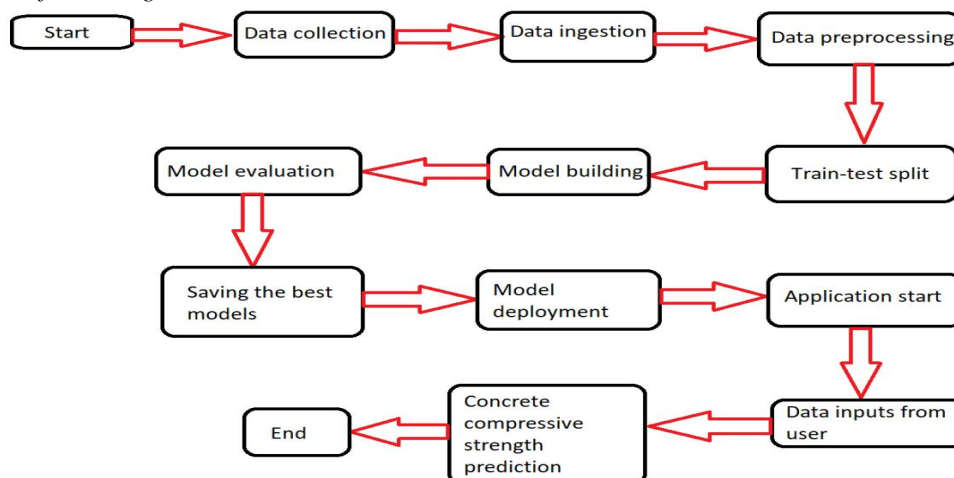 Start
Data collection
Data ingestion
Data preprocessing
Model evaluation
Model building
Train-test split
Saving the best
models
Model
deployment
Application start
End
Concrete
compressive
strength
prediction
Data inputs from
user